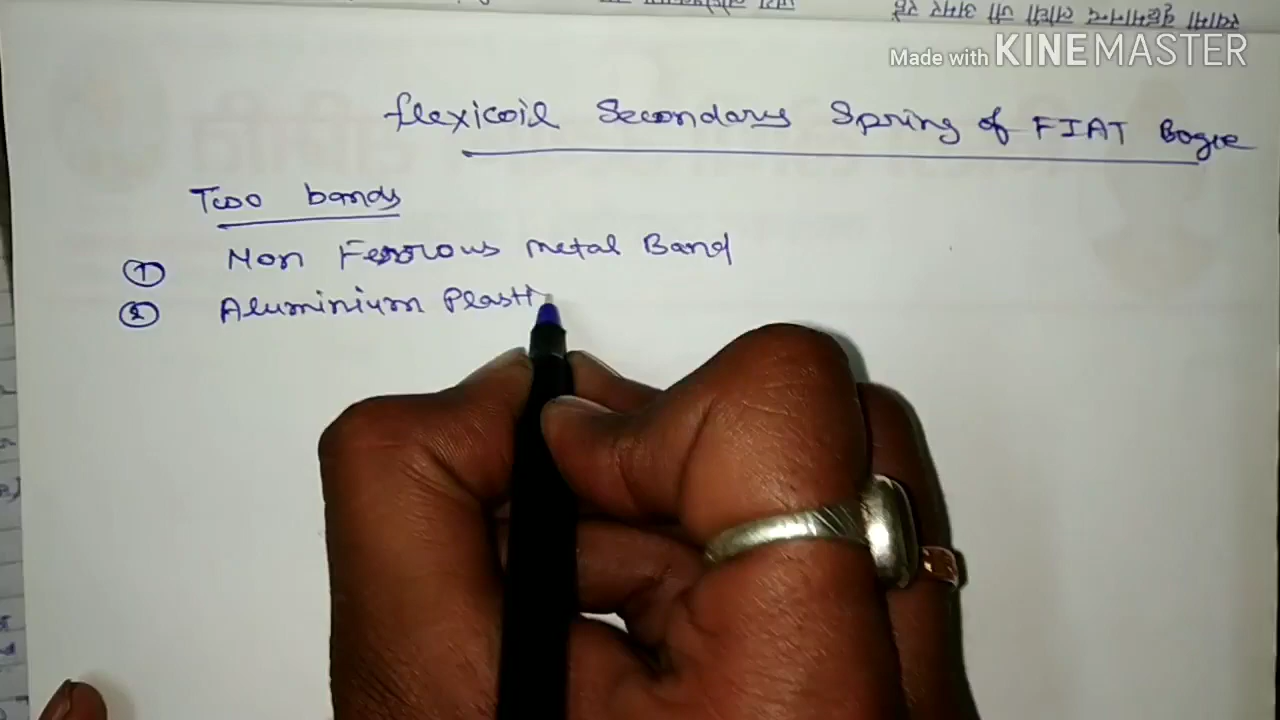 Made with KINEMASTER
flexicoil Secondary Spring of FIAT Bogie
Two bands
① Non Ferrous metal Band
② Aluminium Plasti